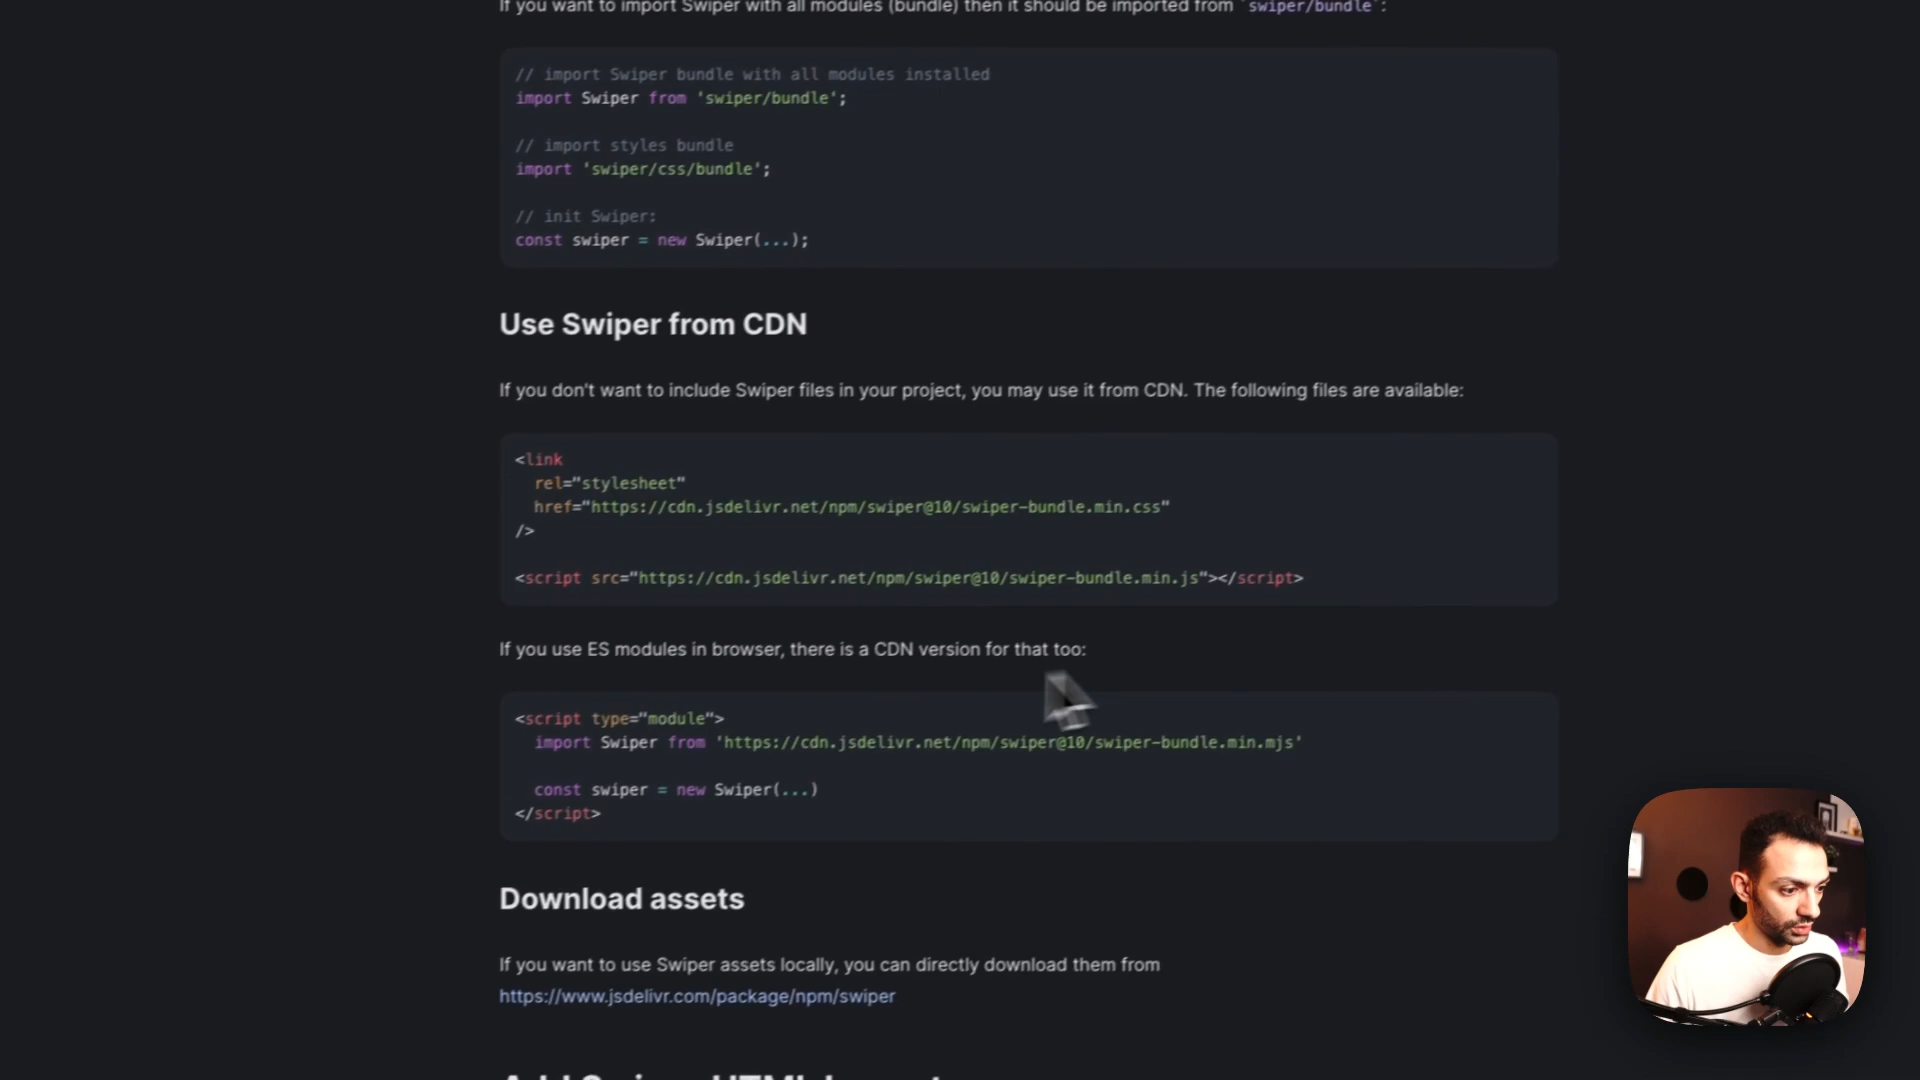 If you want to import Swiper with all modules (bundle) then it should be imported from `swiper/bundle`:
// import Swiper bundle with all modules installed
import Swiper from 'swiper/bundle';
// import styles bundle
import 'swiper/css/bundle';
// init Swiper:
const swiper = new Swiper(...);
Use Swiper from CDN
If you don't want to include Swiper files in your project, you may use it from CDN. The following files are available:
<link
rel="stylesheet"
href="https://cdn.jsdelivr.net/npm/swiper@10/swiper-bundle.min.css"
/>
<script src="https://cdn.jsdelivr.net/npm/swiper@10/swiper-bundle.min.js"></script>
If you use ES modules in browser, there is a CDN version for that too:
<script type="module">
import Swiper from 'https://cdn.jsdelivr.net/npm/swiper@10/swiper-bundle.min.mjs'
const swiper = new Swiper(...)
</script>
Download assets
If you want to use Swiper assets locally, you can directly download them from
https://www.jsdelivr.com/package/npm/swiper